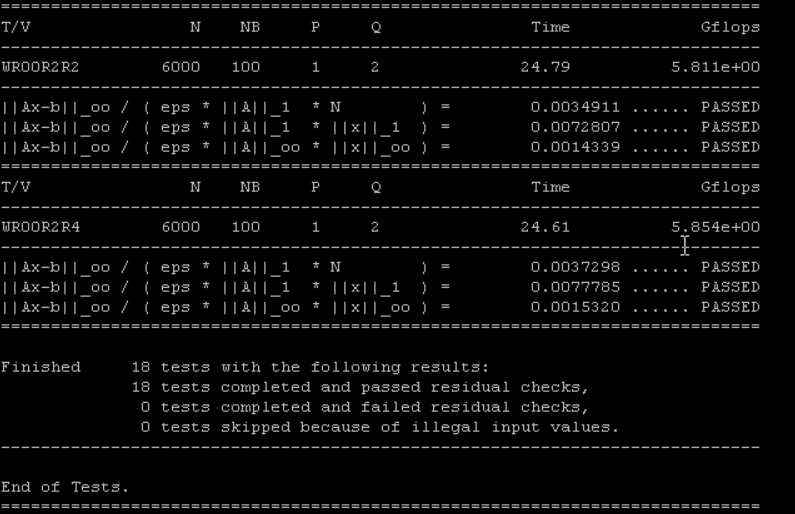 ================================================================================
T/V                N    NB     P     Q               Time             Gflops
--------------------------------------------------------------------------------
WR00R2R2        6000   100     1     2              24.79          5.811e+00
--------------------------------------------------------------------------------
||Ax-b||_oo / ( eps * ||A||_1  * N        ) =        0.0034911 ...... PASSED
||Ax-b||_oo / ( eps * ||A||_1  * ||x||_1  ) =        0.0072807 ...... PASSED
||Ax-b||_oo / ( eps * ||A||_oo * ||x||_oo ) =        0.0014339 ...... PASSED
================================================================================
T/V                N    NB     P     Q               Time             Gflops
--------------------------------------------------------------------------------
WR00R2R4        6000   100     1     2              24.61          5.854e+00
--------------------------------------------------------------------------------
||Ax-b||_oo / ( eps * ||A||_1  * N        ) =        0.0037298 ...... PASSED
||Ax-b||_oo / ( eps * ||A||_1  * ||x||_1  ) =        0.0077785 ...... PASSED
||Ax-b||_oo / ( eps * ||A||_oo * ||x||_oo ) =        0.0015320 ...... PASSED
================================================================================
Finished     18 tests with the following results:
             18 tests completed and passed residual checks,
              0 tests completed and failed residual checks,
              0 tests skipped because of illegal input values.
--------------------------------------------------------------------------------
End of Tests.
================================================================================